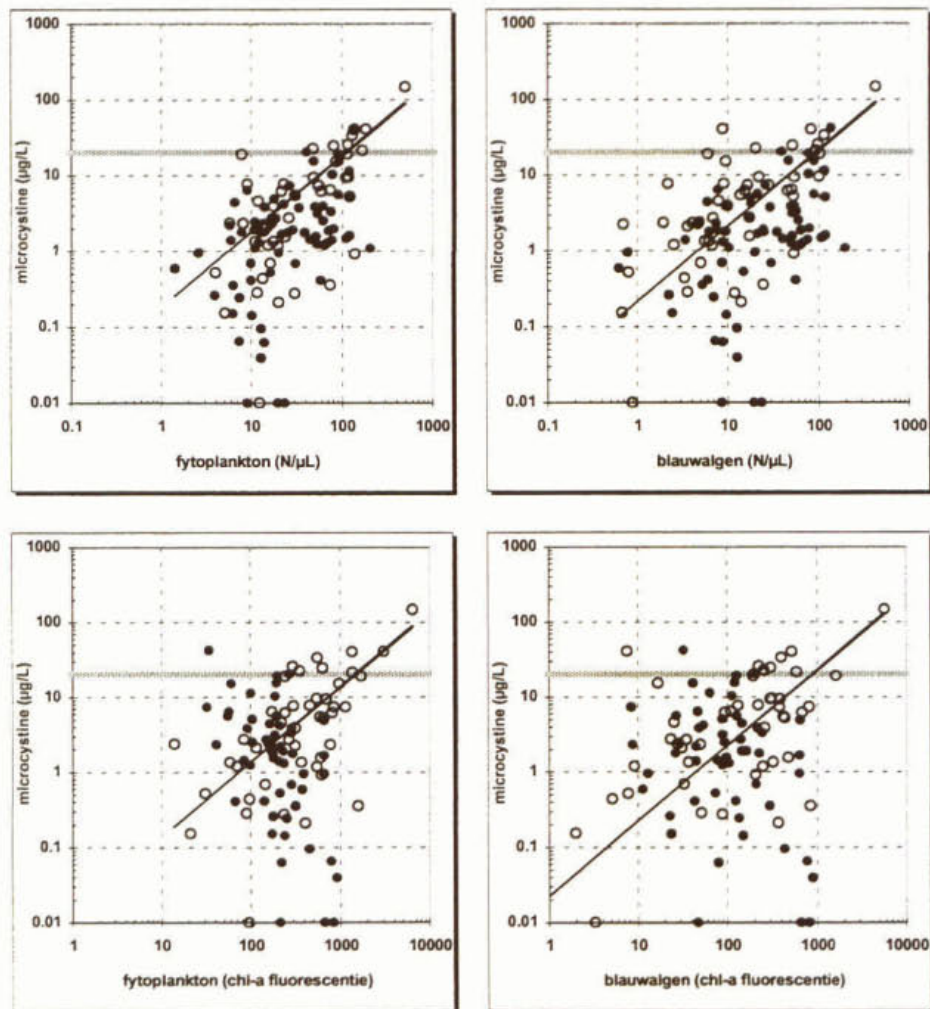 1000
100
10
1
0.1
0.01
microcystine (µg/L)
0.1 1 10 100 1000
fytoplankton (N/µL)
1000
100
10
1
0.1
0.01
microcystine (µg/L)
0.1 1 10 100 1000
blauwalgen (N/µL)
1000
100
10
1
0.1
0.01
microcystine (µg/L)
1 10 100 1000 10000
fytoplankton (chl-a fluorescentie)
1000
100
10
1
0.1
0.01
microcystine (µg/L)
1 10 100 1000 10000
blauwalgen (chl-a fluorescentie)